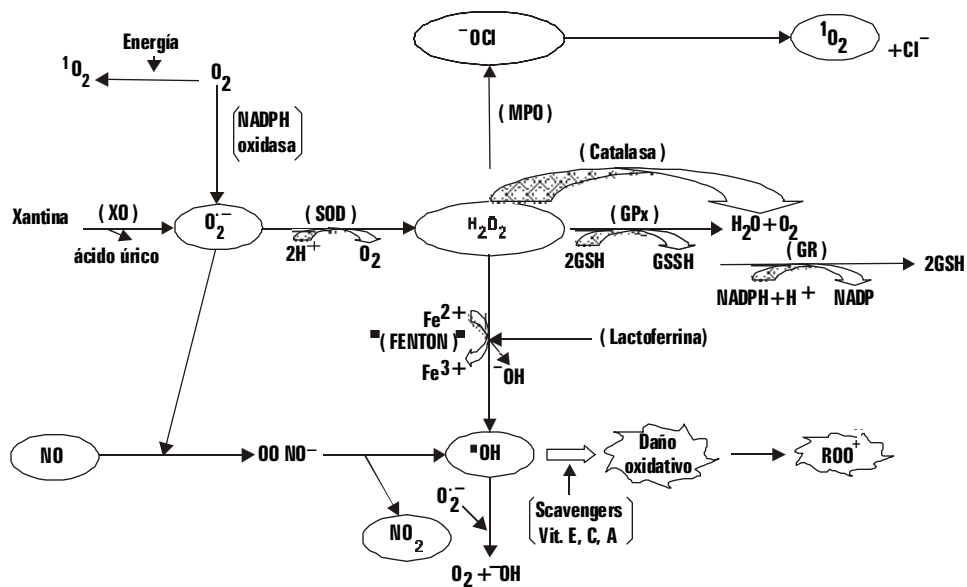 Energía
¹O₂
O₂
⁻OCl
¹O₂
+Cl⁻
(NADPH
oxidasa)
(MPO)
(Catalasa)
Xantina
(XO)
ácido úrico
O₂·⁻
(SOD)
2H⁺
O₂
H₂O₂
(GPx)
2GSH
GSSH
H₂O+O₂
(GR)
NADPH+H+
NADP
2GSH
Fe2+
"(FENTON)"
Fe3+
⁻OH
(Lactoferrina)
NO
OO NO⁻
NO₂
▪OH
O₂·⁻
O₂ + ⁻OH
Daño
oxidativo
(Scavengers
Vit. E, C, A)
ROO⁺